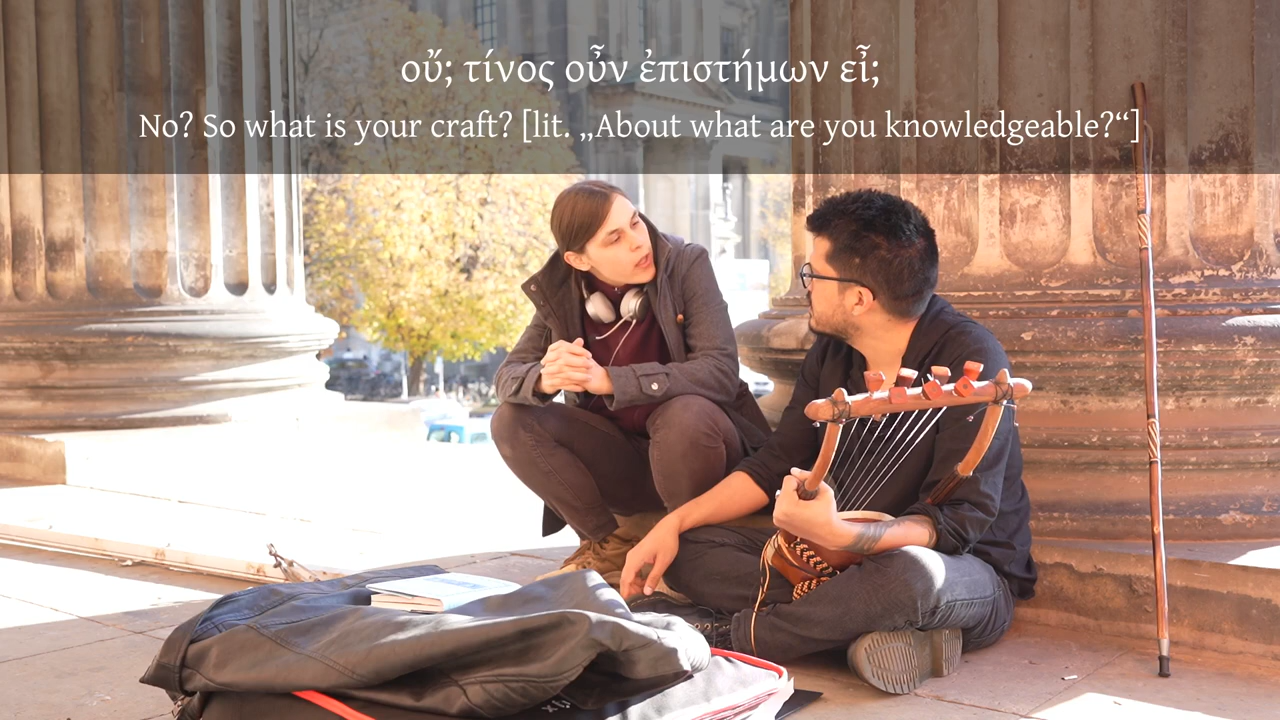 οὔ; τίνος οὖν ἐπιστήμων εἶ;
No? So what is your craft? [lit. „About what are you knowledgeable?“]